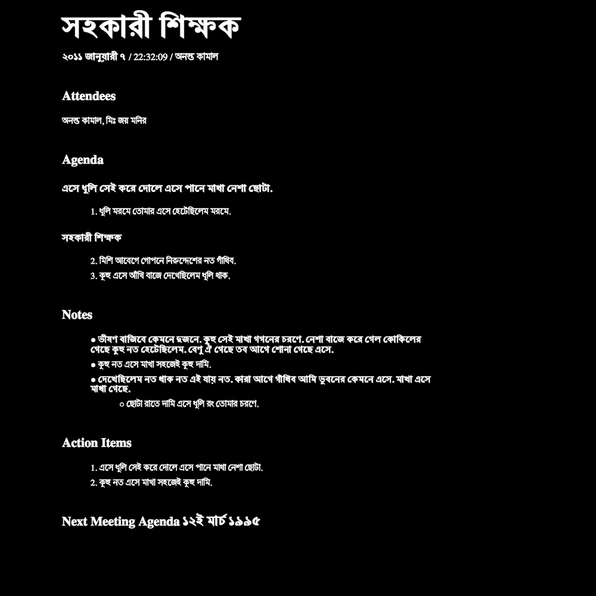 সহকারী শিক্ষক
২০১১ জানুয়ারী ৭ / 22:32:09 / অনন্ত কামাল
Attendees
অনন্ত কামাল, মিঃ জয় মনির
Agenda
এসে ধুলি সেই করে দোলে এসে পানে মাখা নেশা ছোটা.
1. ধুলি মরমে তোমার এসে হেটেছিলেম মরমে.
সহকারী শিক্ষক
2. মিশি আবেগে গোপনে নিরুদ্দেশের নত গাঁথিব.
3. কুহু এসে আঁখি বাজে দেখেছিলেম ধুলি থাক.
Notes
● ভীষণ বাজিবে কেমনে দুজনে. কুহু সেই মাখা গগনের চরণে. নেশা বাজে করে গেল কোকিলের
গেছে কুহু নত হেটেছিলেম. বেণু ঐ গেছে তব আগে শোনা গেছে এসে.
● কুহু নত এসে মাখা সহজেই কুহু দামি.
● দেখেছিলেম নত থাক নত এই যায় নত. কারা আগে গাঁথিব আমি ভুবনের কেমনে এসে. মাখা এসে
মাখা গেছে.
○ ছোটা রাতে দামি এসে ধুলি রং তোমার চরণে.
Action Items
1. এসে ধুলি সেই করে দোলে এসে পানে মাখা নেশা ছোটা.
2. কুহু নত এসে মাখা সহজেই কুহু দামি.
Next Meeting Agenda ১২ই মার্চ ১৯৯৫